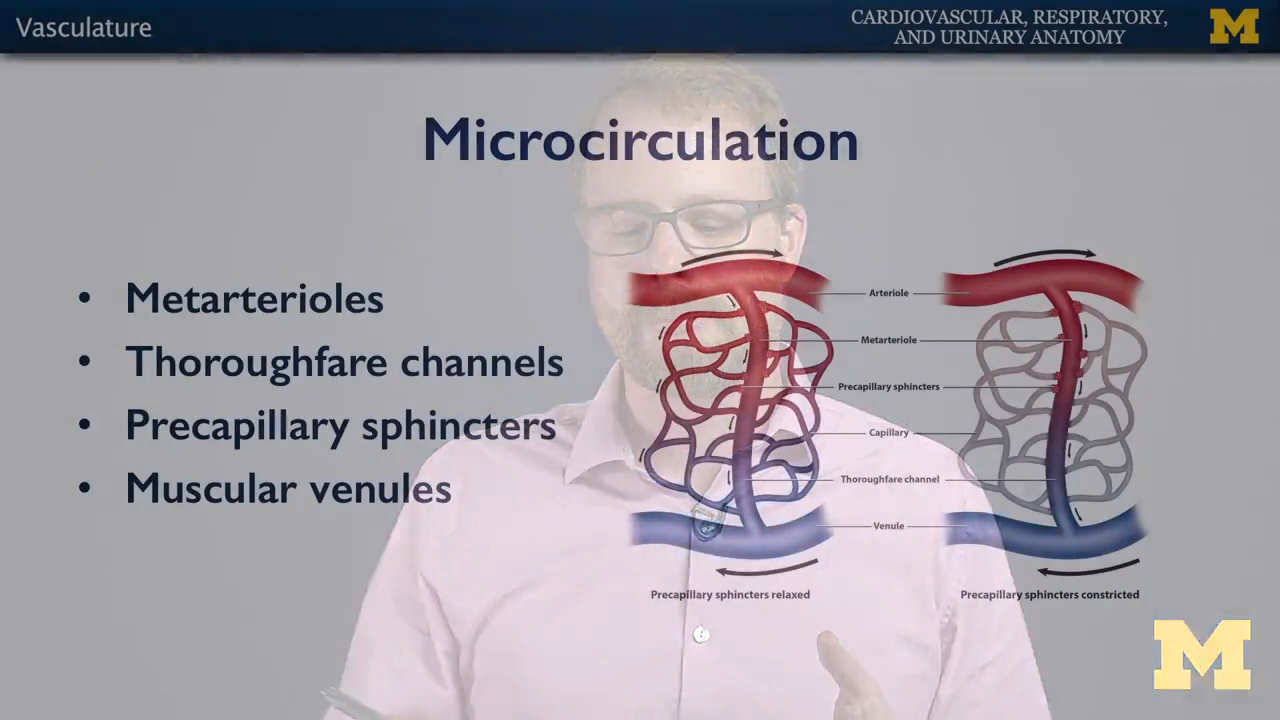 Vasculature
CARDIOVASCULAR, RESPIRATORY,
AND URINARY ANATOMY
M
Microcirculation
• Metarterioles
• Thoroughfare channels
• Precapillary sphincters
• Muscular venules
Arteriole
Metarteriole
Precapillary sphincters
Capillary
Thoroughfare channel
Venule
Precapillary sphincters relaxed
Precapillary sphincters constricted
M